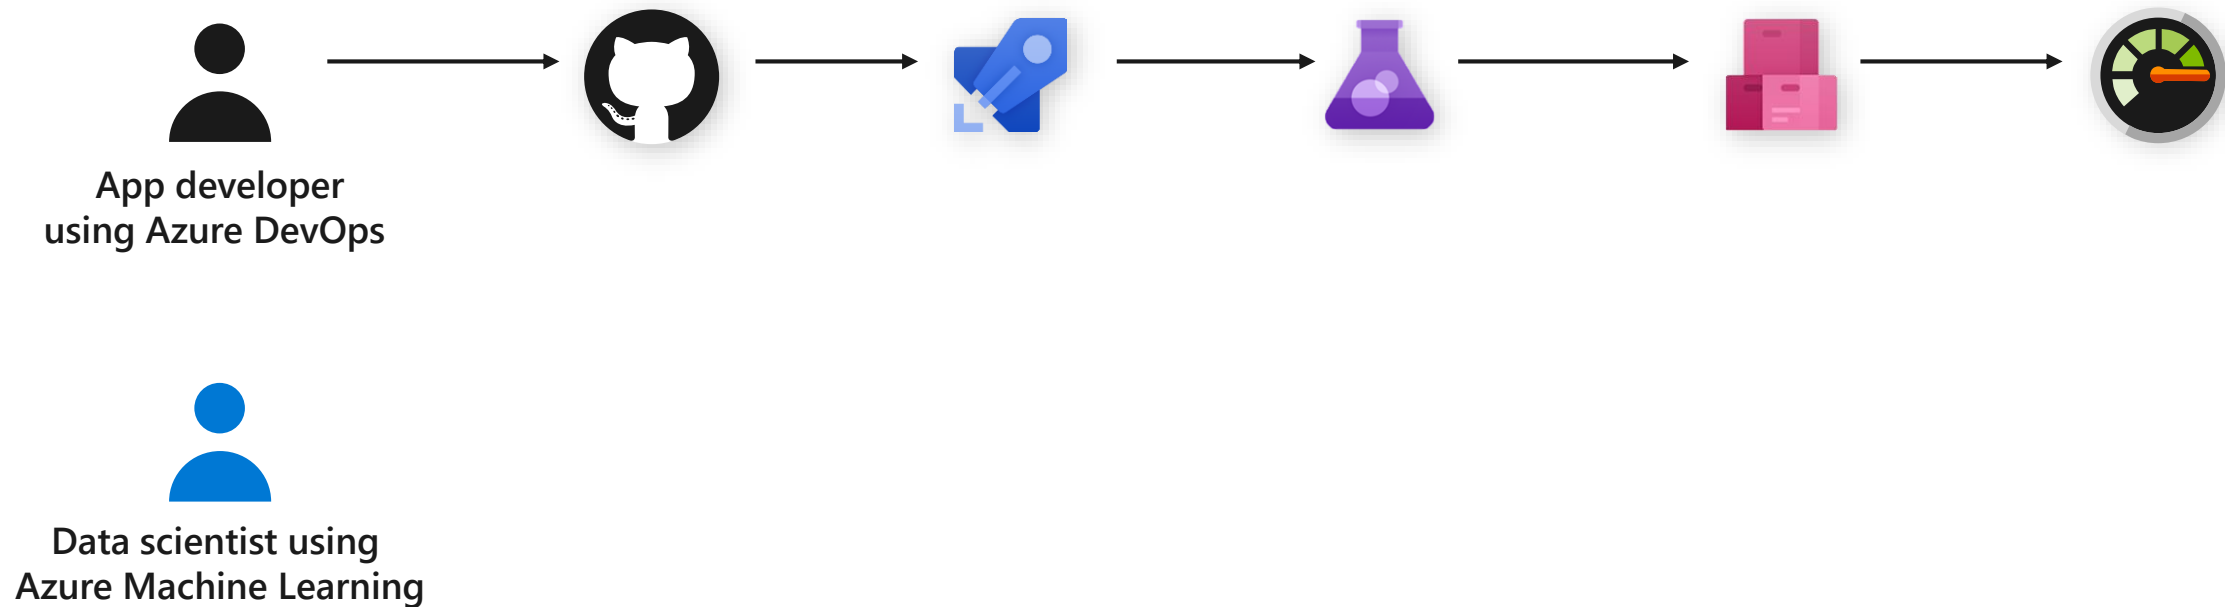 App developer
using Azure DevOps
Data scientist using
Azure Machine Learning